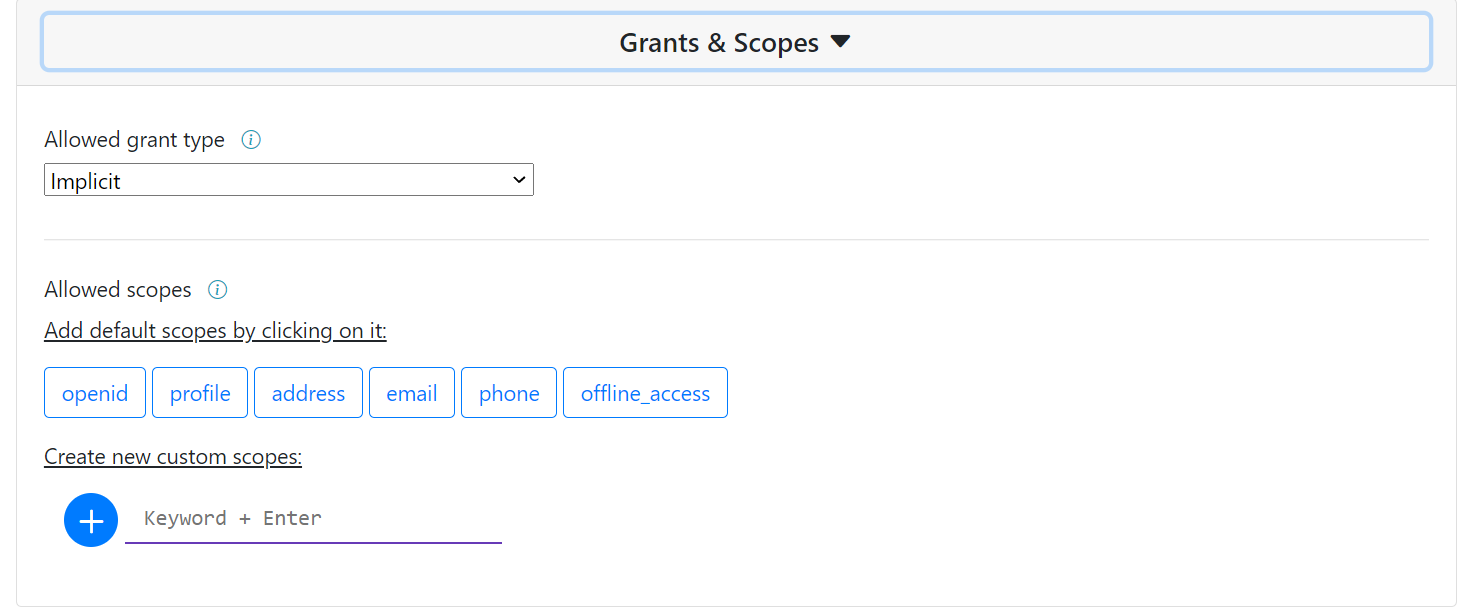 Grants & Scopes
Allowed grant type
Implicit
Allowed scopes
Add default scopes by clicking on it:
openid profile address email phone offline_access
Create new custom scopes:
Keyword + Enter